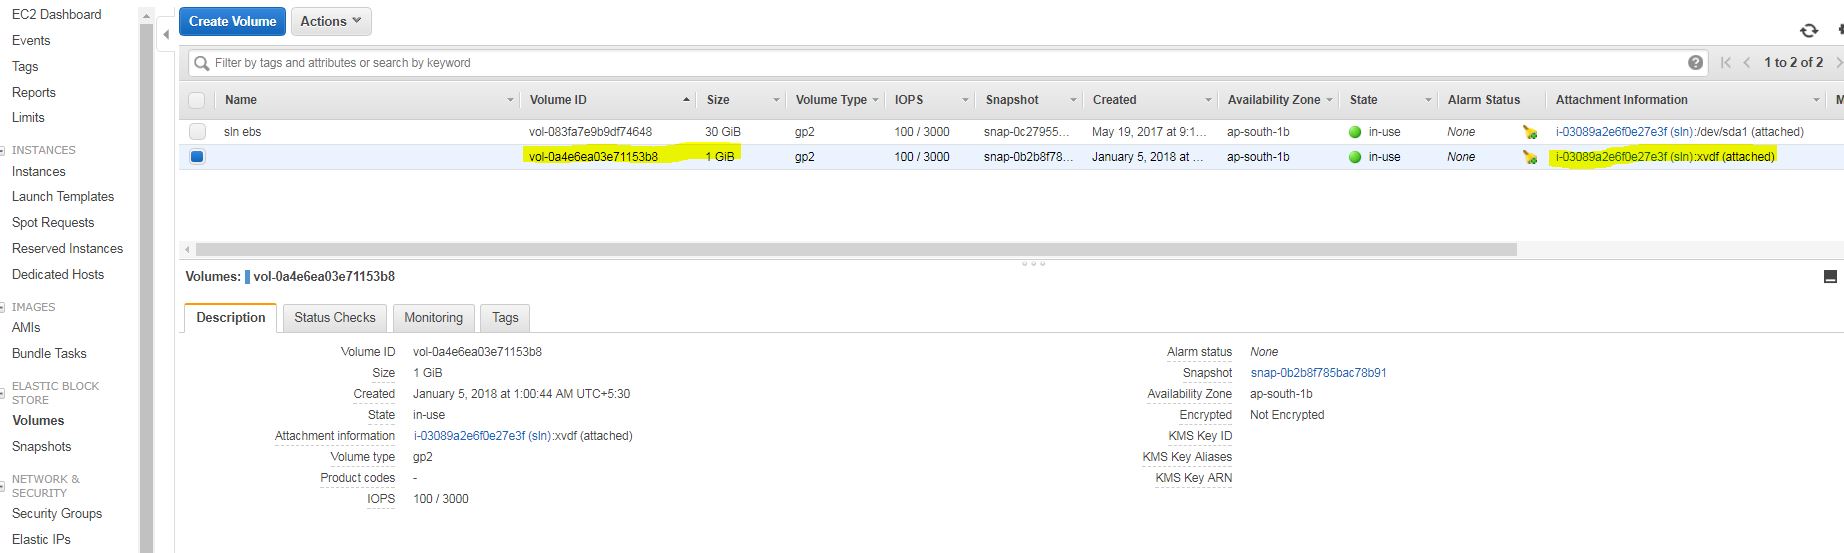 EC2 Dashboard
Events
Tags
Reports
Limits
INSTANCES
Instances
Launch Templates
Spot Requests
Reserved Instances
Dedicated Hosts
IMAGES
AMIs
Bundle Tasks
ELASTIC BLOCK
STORE
Volumes
Snapshots
NETWORK &
SECURITY
Security Groups
Elastic IPs
Create Volume Actions
Filter by tags and attributes or search by keyword 1 to 2 of 2
Name Volume ID Size Volume Type IOPS Snapshot Created Availability Zone State Alarm Status Attachment Information M
sln ebs vol-083fa7e9b9df74648 30 GiB gp2 100 / 3000 snap-0c27955... May 19, 2017 at 9:1... ap-south-1b in-use None i-03089a2e6f0e27e3f (sln):/dev/sda1 (attached)
vol-0a4e6ea03e71153b8 1 GiB gp2 100 / 3000 snap-0b2b8f78... January 5, 2018 at ... ap-south-1b in-use None i-03089a2e6f0e27e3f (sln):xvdf (attached)
Volumes: vol-0a4e6ea03e71153b8
Description Status Checks Monitoring Tags
Volume ID vol-0a4e6ea03e71153b8
Size 1 GiB
Created January 5, 2018 at 1:00:44 AM UTC+5:30
State in-use
Attachment information i-03089a2e6f0e27e3f (sln):xvdf (attached)
Volume type gp2
Product codes -
IOPS 100 / 3000
Alarm status None
Snapshot snap-0b2b8f785bac78b91
Availability Zone ap-south-1b
Encrypted Not Encrypted
KMS Key ID
KMS Key Aliases
KMS Key ARN